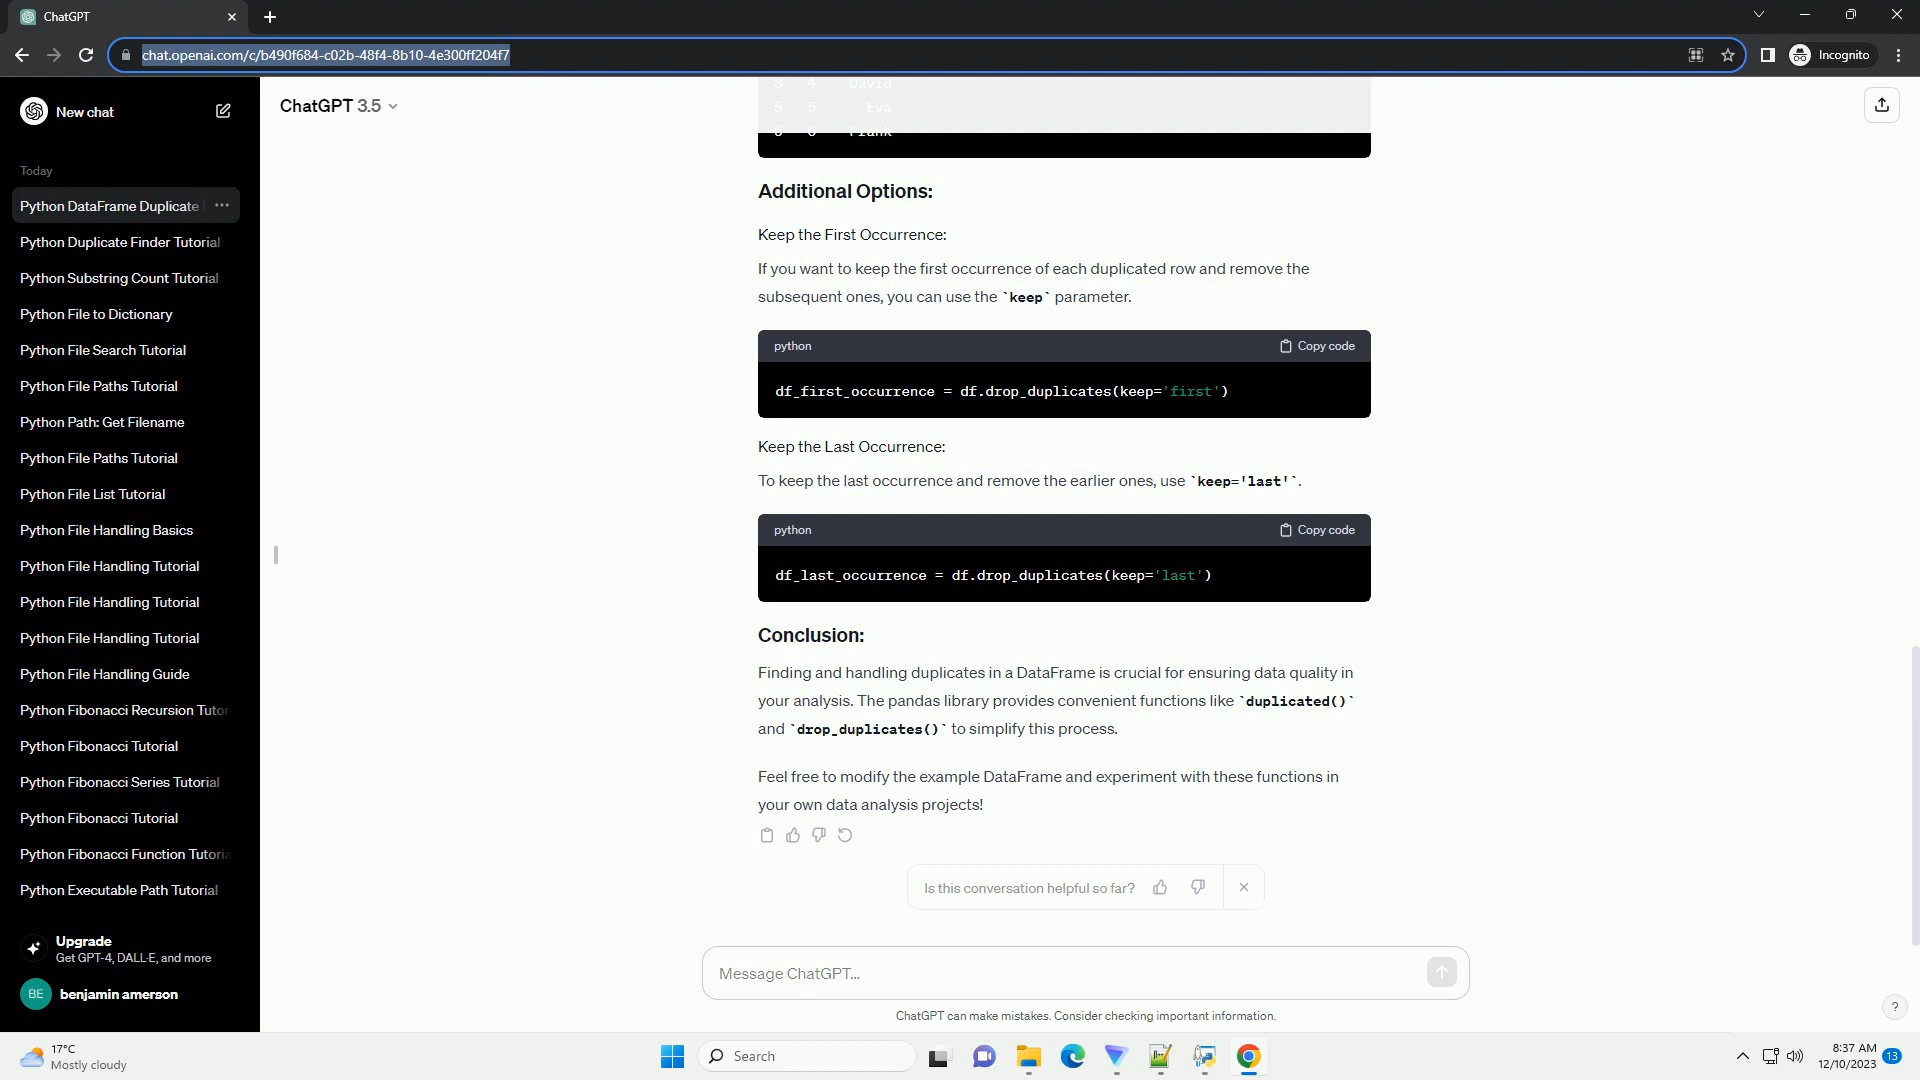 ChatGPT
chat.openai.com/c/b490f684-c02b-48f4-8b10-4e300ff204f7
Incognito
New chat
Today
Python DataFrame Duplicate
Python Duplicate Finder Tutorial
Python Substring Count Tutorial
Python File to Dictionary
Python File Search Tutorial
Python File Paths Tutorial
Python Path: Get Filename
Python File Paths Tutorial
Python File List Tutorial
Python File Handling Basics
Python File Handling Tutorial
Python File Handling Tutorial
Python File Handling Tutorial
Python File Handling Guide
Python Fibonacci Recursion Tutor
Python Fibonacci Tutorial
Python Fibonacci Series Tutorial
Python Fibonacci Tutorial
Python Fibonacci Function Tutoria
Python Executable Path Tutorial
Upgrade
Get GPT-4, DALL·E, and more
BE benjamin amerson
ChatGPT 3.5
3 4 David
5 5 Eva
6 6 Frank
Additional Options:
Keep the First Occurrence:
If you want to keep the first occurrence of each duplicated row and remove the
subsequent ones, you can use the `keep` parameter.
python Copy code
df_first_occurrence = df.drop_duplicates(keep='first')
Keep the Last Occurrence:
To keep the last occurrence and remove the earlier ones, use `keep='last'`.
python Copy code
df_last_occurrence = df.drop_duplicates(keep='last')
Conclusion:
Finding and handling duplicates in a DataFrame is crucial for ensuring data quality in
your analysis. The pandas library provides convenient functions like `duplicated()`
and `drop_duplicates()` to simplify this process.
Feel free to modify the example DataFrame and experiment with these functions in
your own data analysis projects!
Is this conversation helpful so far?
Message ChatGPT...
ChatGPT can make mistakes. Consider checking important information.
?
17°C
Mostly cloudy
Search
8:37 AM
12/10/2023
13